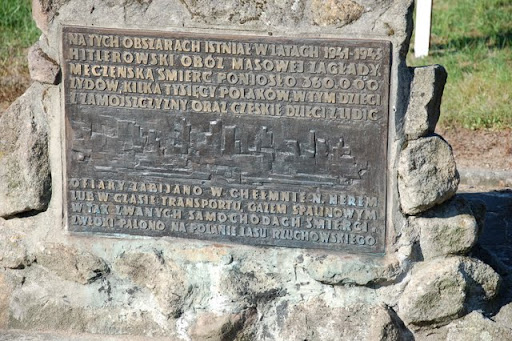 NA TYCH OBSZARACH ISTNIAŁ W LATACH 1941-1945
HITLEROWSKI OBÓZ MASOWEJ ZAGŁADY.
MĘCZEŃSKĄ ŚMIERĆ PONIOSŁO 360.000
ŻYDÓW, KILKA TYSIĘCY POLAKÓW, W TYM DZIECI
Z ZAMOJSZCZYZNY ORAZ CZESKIE DZIECI Z LIDIC
OFIARY ZABIJANO W CHEŁMNIE N. NEREM
LUB W CZASIE TRANSPORTU, GAZEM SPALINOWYM
W TAK ZWANYCH SAMOCHODACH ŚMIERCI,
ZWŁOKI PALONO NA POLANIE LASU RZUCHOWSKIEGO.